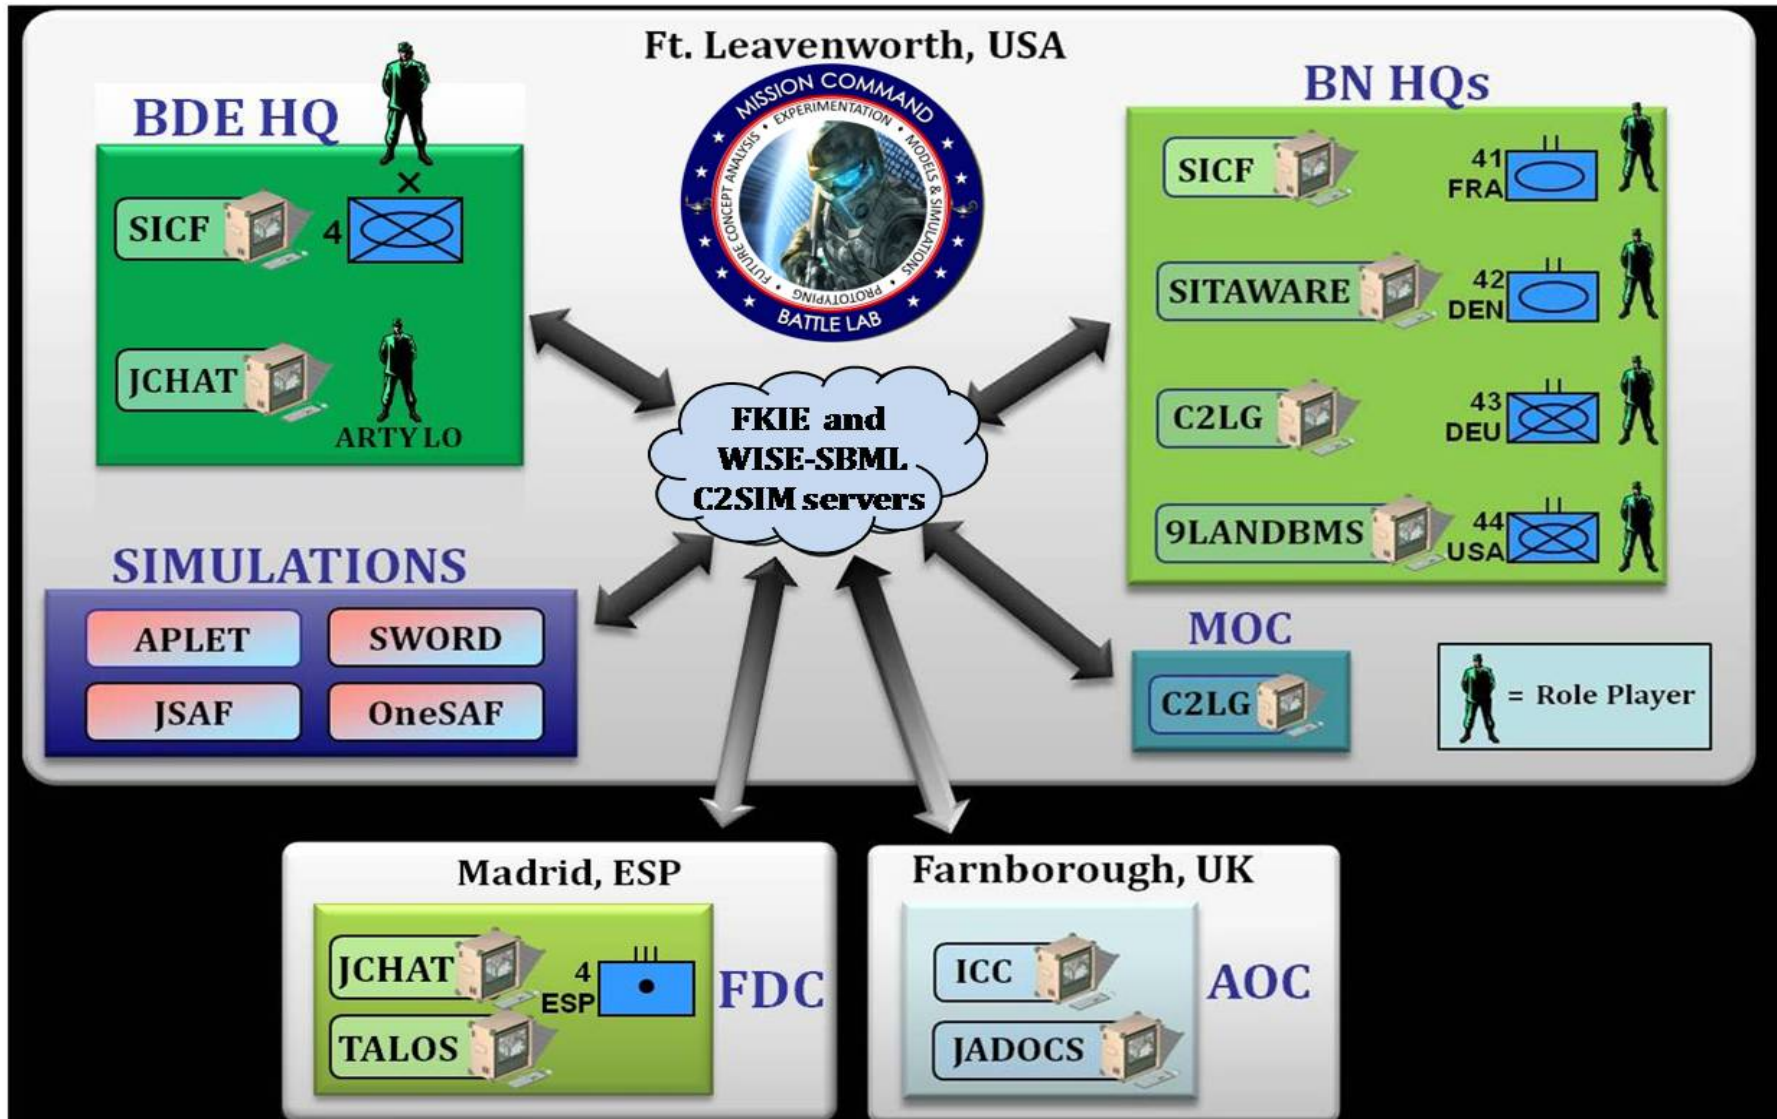 Ft. Leavenworth, USA
MISSION COMMAND
EXPERIMENTATION • MODELS & SIMULATIONS • PROTOTYPING • FUTURE CONCEPT ANALYSIS •
BATTLE LAB
BDE HQ
SICF
4
JCHAT
ARTY LO
BN HQs
SICF
41
FRA
SITAWARE
42
DEN
C2LG
43
DEU
9LANDBMS
44
USA
FKIE and
WISE-SBML
C2SIM servers
SIMULATIONS
APLET
SWORD
JSAF
OneSAF
MOC
C2LG
= Role Player
Madrid, ESP
JCHAT
4
ESP
TALOS
FDC
Farnborough, UK
ICC
JADOCS
AOC